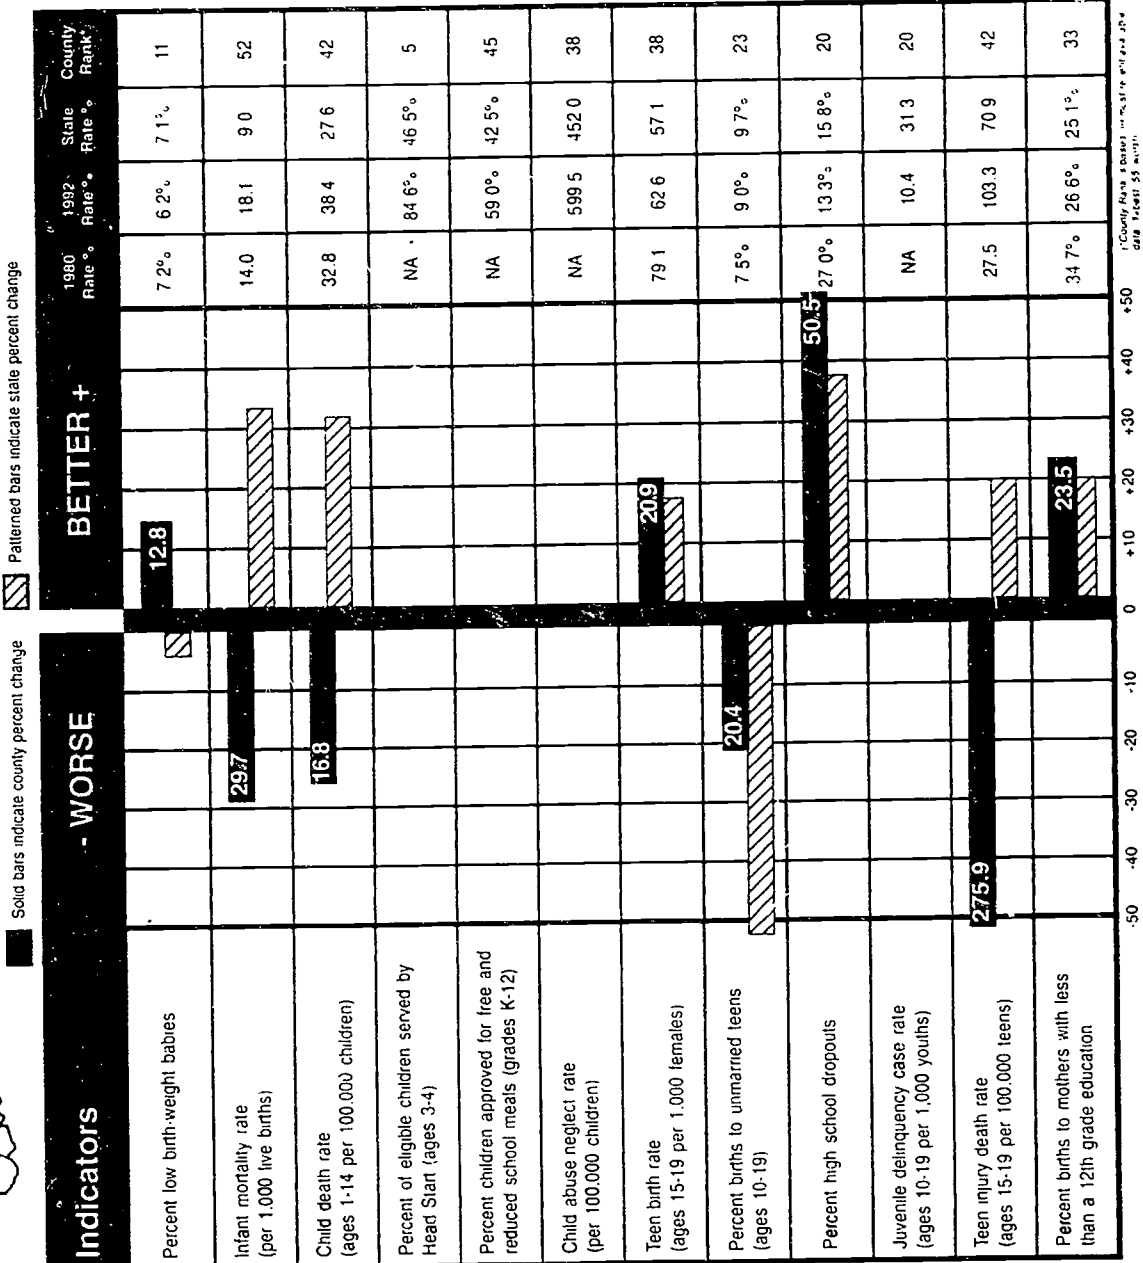 Solid bars indicate county percent change
Patterned bars indicate state percent change
Indicators
- WORSE
BETTER +
1980 Rate %
1992 Rate %
State Rate %
County Rank*
Percent low birth-weight babies
12.8
7 2%
6 2%
7 1%
11
Infant mortality rate
(per 1,000 live births)
29.7
14.0
18.1
9 0
52
Child death rate
(ages 1-14 per 100.000 children)
16.8
32.8
38 4
27 6
42
Percent of eligible children served by
Head Start (ages 3-4)
NA
84 6%
46 5%
5
Percent children approved for free and
reduced school meals (grades K-12)
NA
59 0%
42 5%
45
Child abuse neglect rate
(per 100.000 children)
NA
599 5
452 0
38
Teen birth rate
(ages 15-19 per 1.000 females)
20.9
79 1
62 6
57 1
38
Percent births to unmarried teens
(ages 10-19)
20.4
7 5%
9 0%
9 7%
23
Percent high school dropouts
50.5
27 0%
13 3%
15 8%
20
Juvenile delinquency case rate
(ages 10-19 per 1,000 youths)
NA
10.4
31 3
20
Teen injury death rate
(ages 15-19 per 100.000 teens)
275.9
27.5
103.3
70 9
42
Percent births to mothers with less
than a 12th grade education
23.5
34 7%
26 6%
25 1%
33
-50
-40
-30
-20
-10
0
+10
+20
+30
+40
+50
County Rank